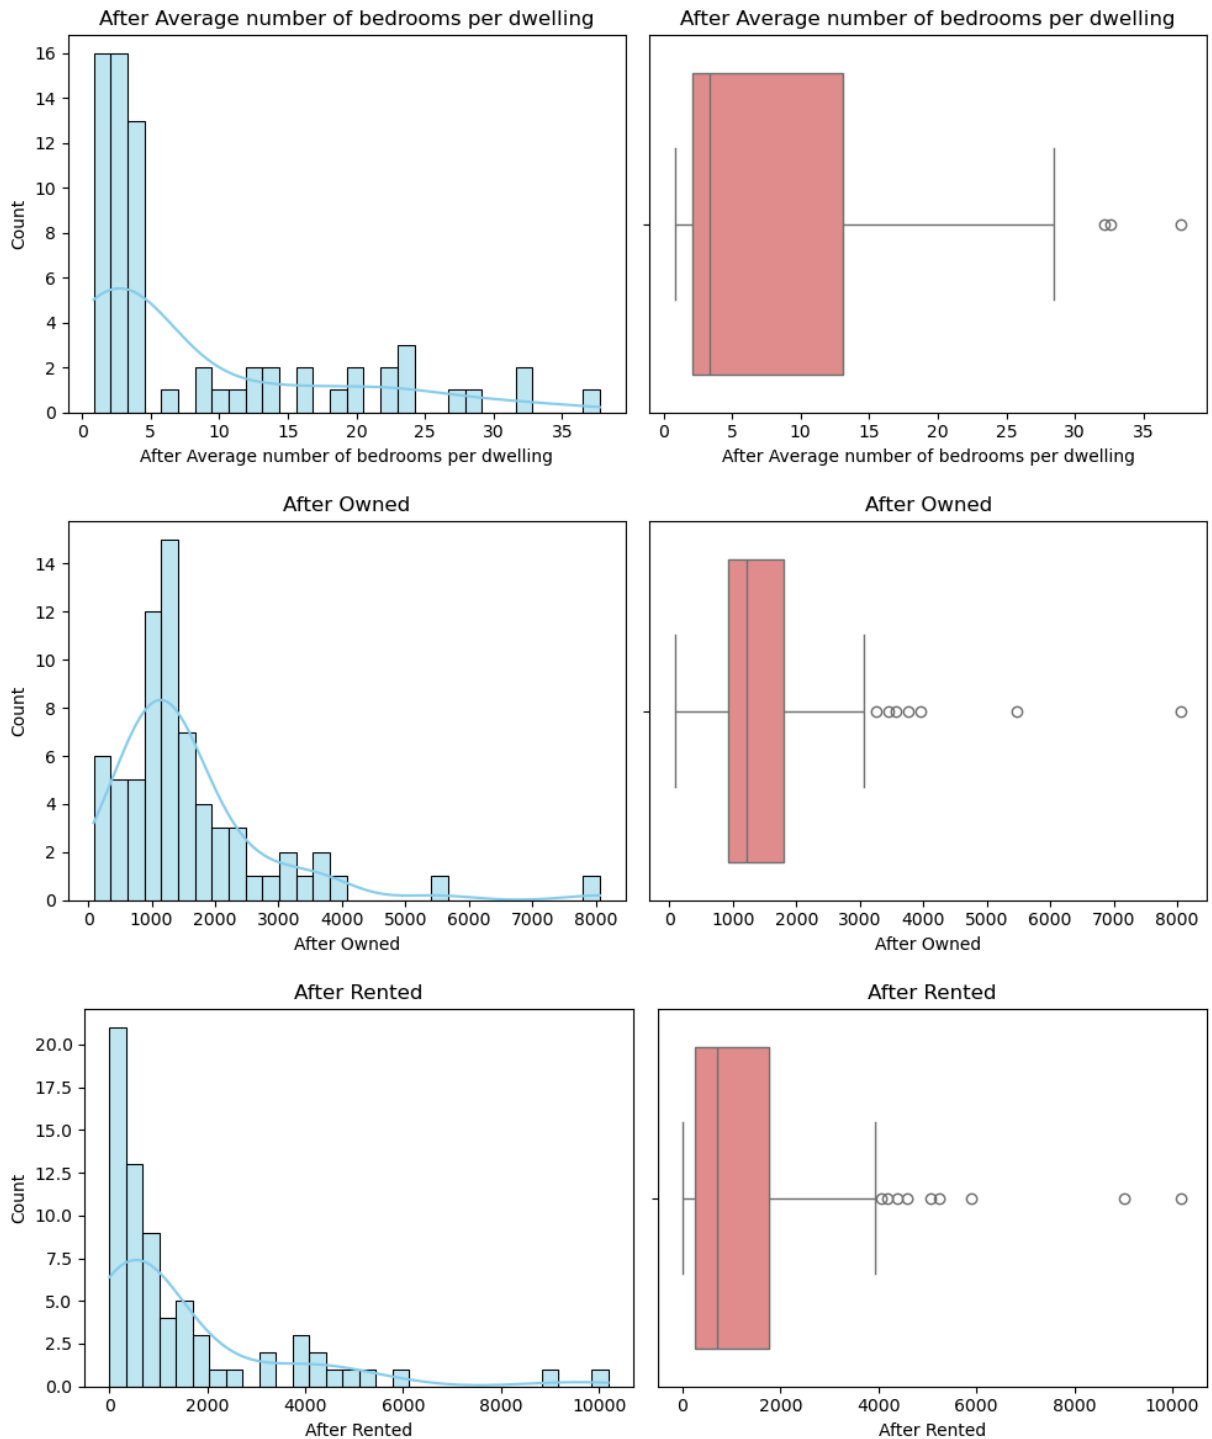 After Average number of bedrooms per dwelling
After Average number of bedrooms per dwelling
16
14
12
10
8
6
4
2
0
Count
0 5 10 15 20 25 30 35
0 5 10 15 20 25 30 35
After Average number of bedrooms per dwelling
After Average number of bedrooms per dwelling
After Owned
After Owned
14
12
10
8
6
4
2
0
Count
0 1000 2000 3000 4000 5000 6000 7000 8000
0 1000 2000 3000 4000 5000 6000 7000 8000
After Owned
After Owned
After Rented
After Rented
20.0
17.5
15.0
12.5
10.0
7.5
5.0
2.5
0.0
Count
0 2000 4000 6000 8000 10000
0 2000 4000 6000 8000 10000
After Rented
After Rented